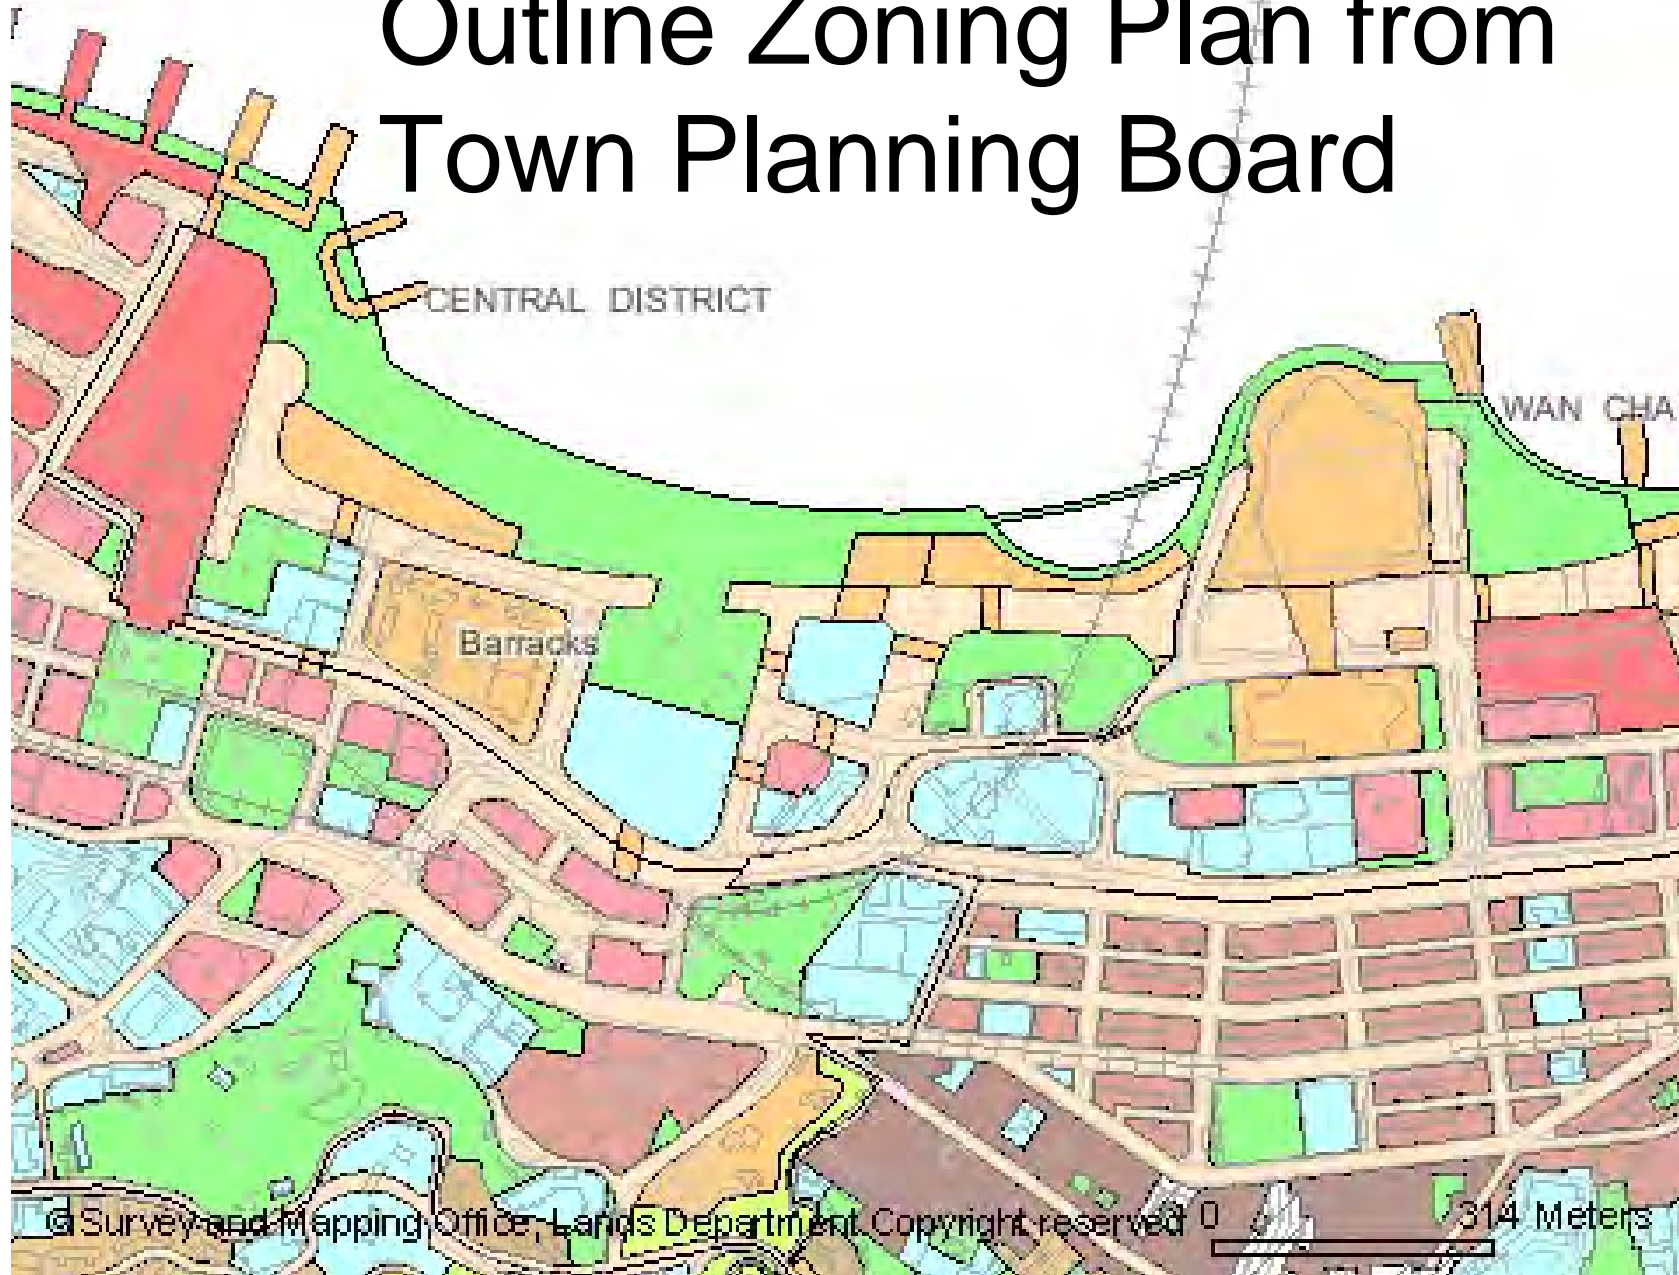 Outline Zoning Plan from
Town Planning Board
CENTRAL DISTRICT
WAN CHA
Barracks
© Survey and Mapping Office, Lands Department. Copyright reserved 0 314 Meters